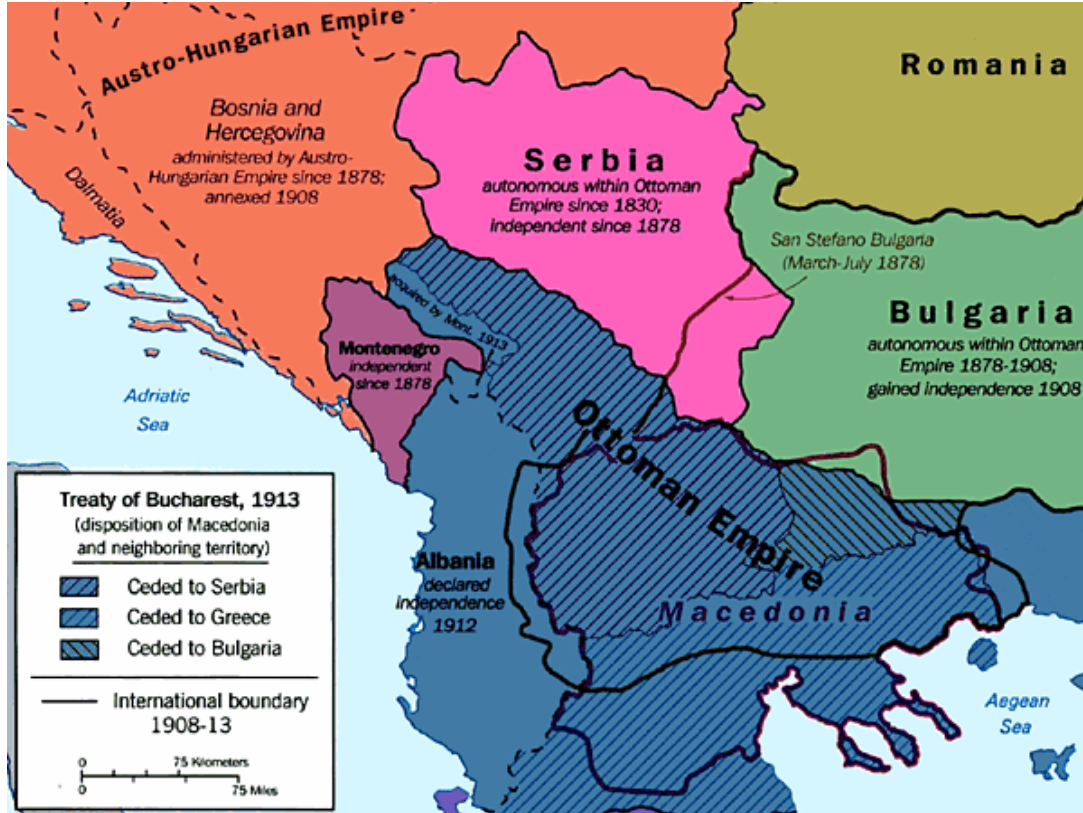 Austro-Hungarian Empire
Romania
Bosnia and
Hercegovina
administered by Austro-
Hungarian Empire since 1878;
annexed 1908
Dalmatia
Serbia
autonomous within Ottoman
Empire since 1830;
independent since 1878
San Stefano Bulgaria
(March-July 1878)
Bulgaria
autonomous within Ottoman
Empire 1878-1908;
gained independence 1908
acquired by Mont. 1913
Montenegro
independent
since 1878
Adriatic
Sea
Ottoman Empire
Albania
declared
independence
1912
Macedonia
Aegean
Sea
Treaty of Bucharest, 1913
(disposition of Macedonia
and neighboring territory)
Ceded to Serbia
Ceded to Greece
Ceded to Bulgaria
International boundary
1908-13
0 75 Kilometers
0 75 Miles